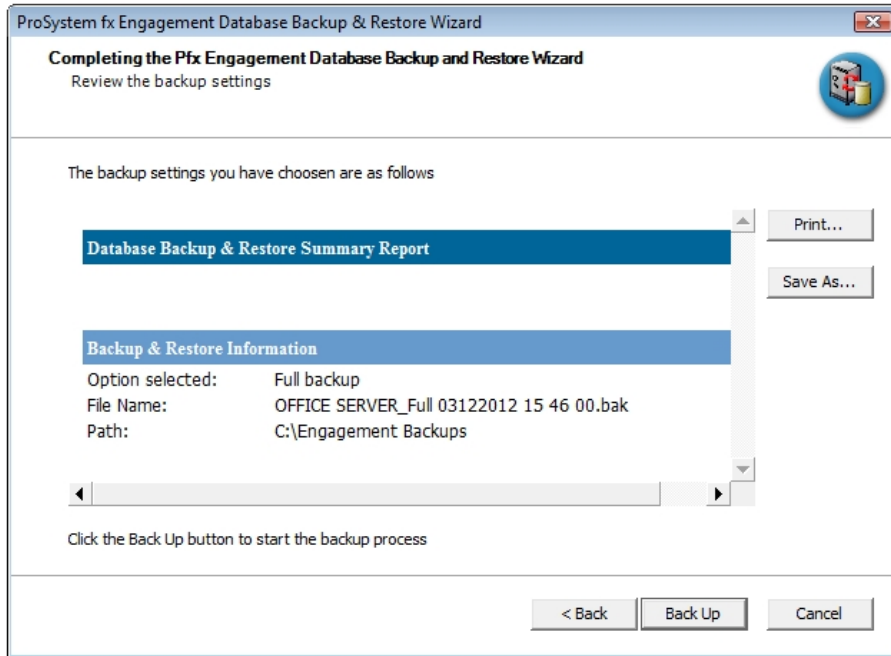 ProSystem fx Engagement Database Backup & Restore Wizard
Completing the Pfx Engagement Database Backup and Restore Wizard
Review the backup settings
The backup settings you have choosen are as follows
Print...
Database Backup & Restore Summary Report
Save As...
Backup & Restore Information
Option selected: Full backup
File Name: OFFICE SERVER_Full 03122012 15 46 00.bak
Path: C:\Engagement Backups
Click the Back Up button to start the backup process
< Back Back Up Cancel